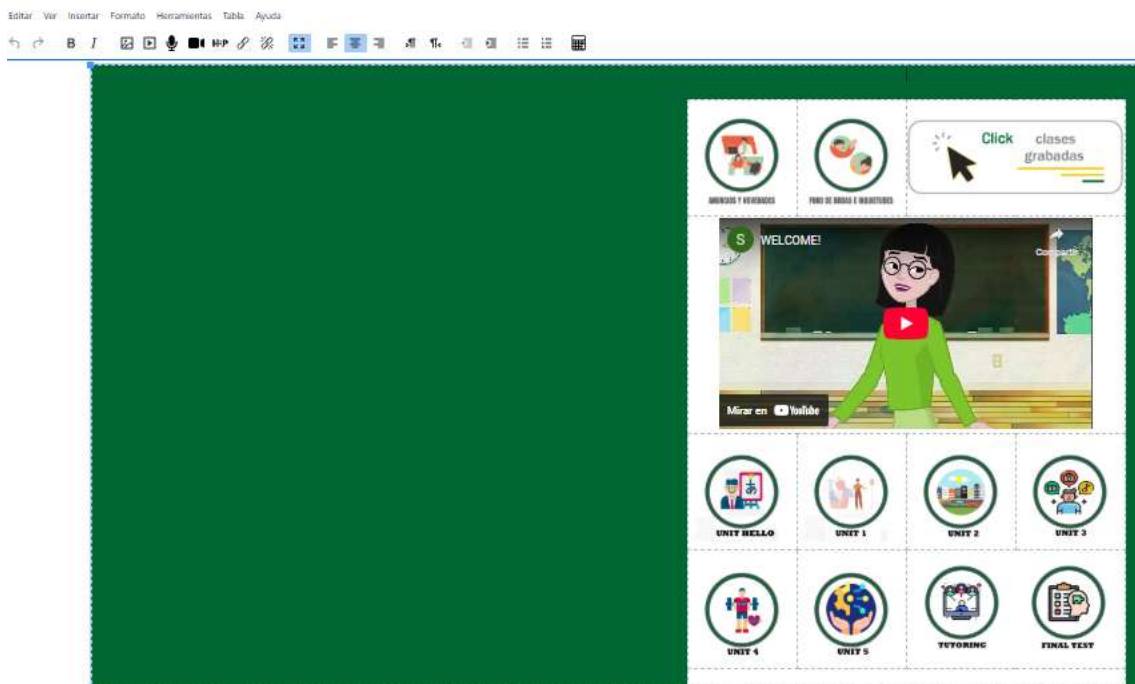 Editar Ver Insertar Formato Herramientas Tabla Ayuda
B I H-P
Click clases
grabadas
ANUNCIOS Y NOVEDADES FORO DE DUDAS E INQUIETUDES
S WELCOME!
Compartir
あ
Mirar en YouTube
UNIT HELLO UNIT 1 UNIT 2 UNIT 3
UNIT 4 UNIT 5 TUTORING FINAL TEST